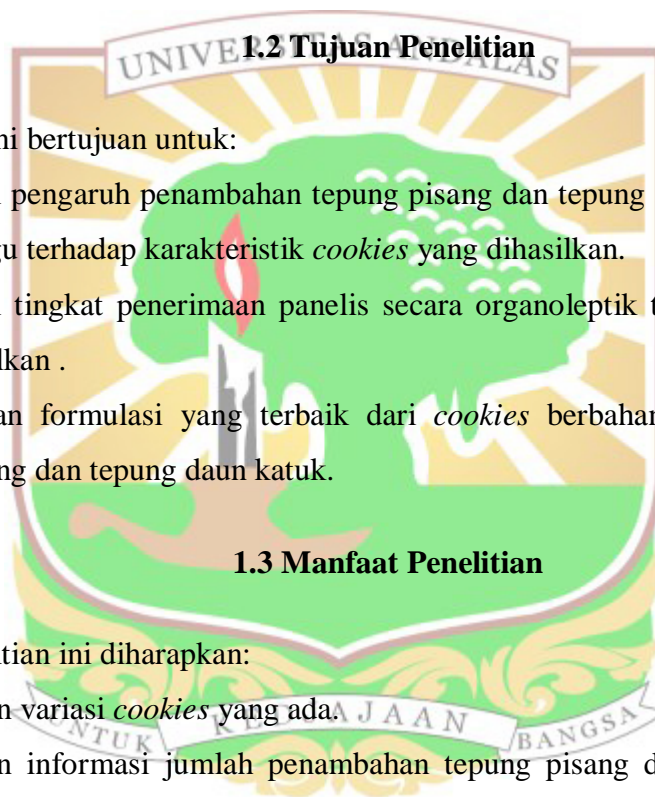 UNIVERSITAS ANDALAS
1.2 Tujuan Penelitian
ni bertujuan untuk:
pengaruh penambahan tepung pisang dan tepung
gu terhadap karakteristik cookies yang dihasilkan.
tingkat penerimaan panelis secara organoleptik t
lkan .
an formulasi yang terbaik dari cookies berbahan
ng dan tepung daun katuk.
1.3 Manfaat Penelitian
itian ini diharapkan:
n variasi cookies yang ada.
UNTUK KEDJAJAAN BANGSA
n informasi jumlah penambahan tepung pisang d